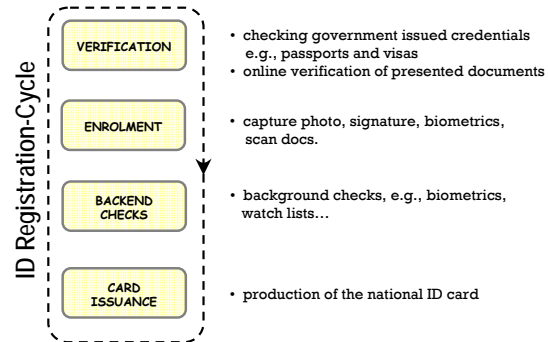 ID Registration-Cycle
VERIFICATION
• checking government issued credentials
e.g., passports and visas
• online verification of presented documents
ENROLMENT
• capture photo, signature, biometrics,
scan docs.
BACKEND
CHECKS
• background checks, e.g., biometrics,
watch lists...
CARD
ISSUANCE
• production of the national ID card